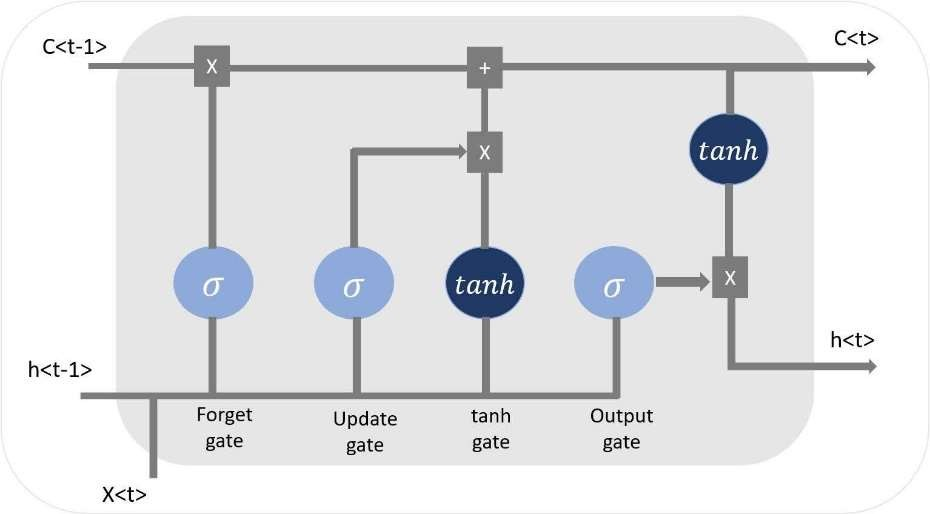 C<t-1>
C<t>
X
+
X
tanh
σ
σ
tanh
σ
X
h<t-1>
h<t>
Forget
gate
Update
gate
tanh
gate
Output
gate
X<t>